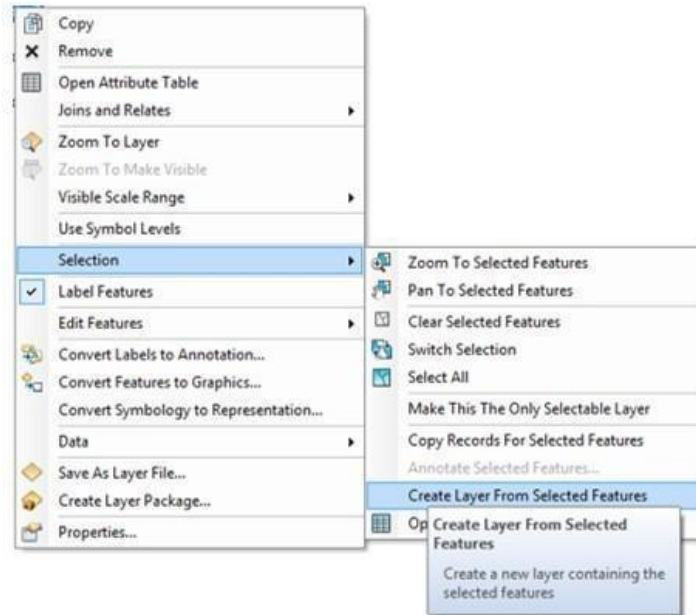 Copy
Remove
Open Attribute Table
Joins and Relates
Zoom To Layer
Zoom To Make Visible
Visible Scale Range
Use Symbol Levels
Selection
Label Features
Edit Features
Convert Labels to Annotation...
Convert Features to Graphics...
Convert Symbology to Representation...
Data
Save As Layer File...
Create Layer Package...
Properties...
Zoom To Selected Features
Pan To Selected Features
Clear Selected Features
Switch Selection
Select All
Make This The Only Selectable Layer
Copy Records For Selected Features
Annotate Selected Features...
Create Layer From Selected Features
Op
Create Layer From Selected
Features
Create a new layer containing the
selected features